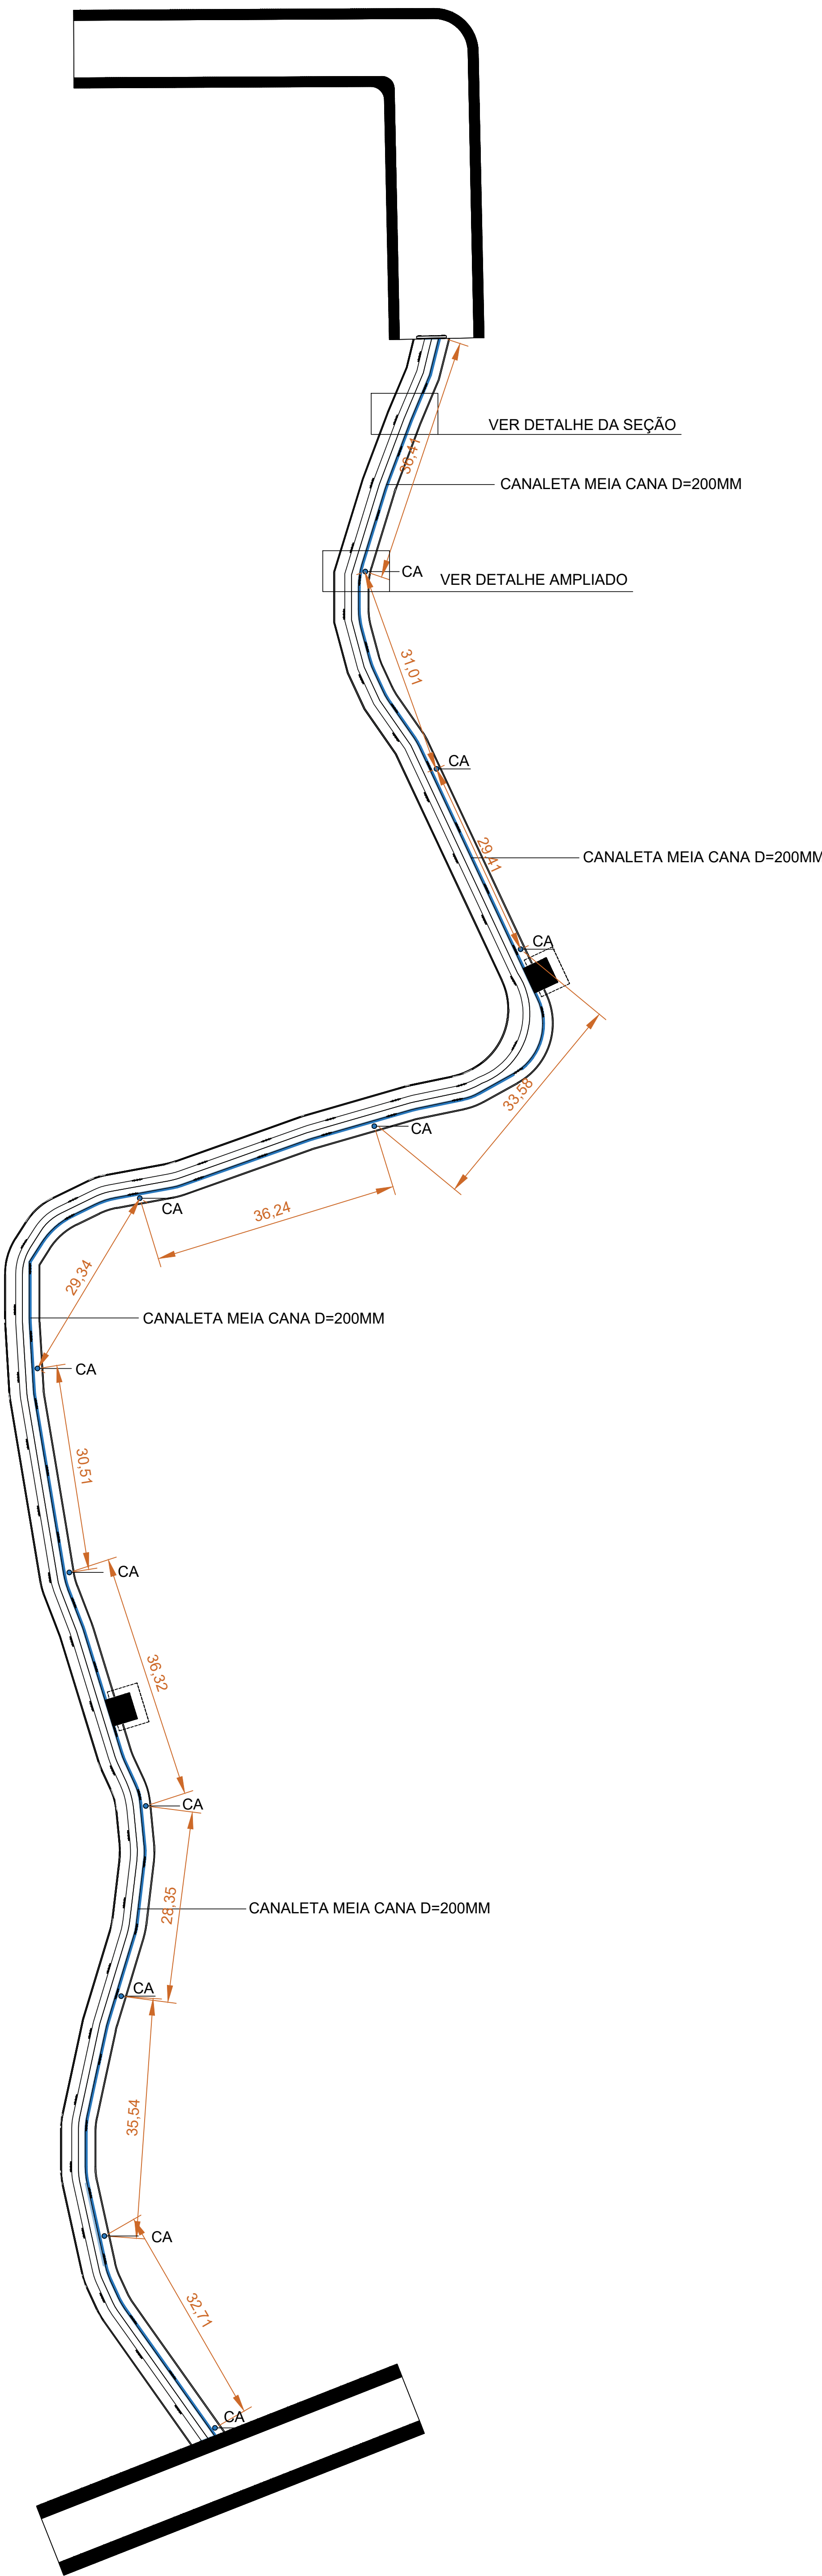 VER DETALHE DA SEÇÃO
36,41
CANALETA MEIA CANA D=200MM
CA
VER DETALHE AMPLIADO
31,01
CA
29,41
CANALETA MEIA CANA D=200MM
CA
33,58
CA
36,24
CA
29,34
CANALETA MEIA CANA D=200MM
CA
30,51
CA
36,32
CA
28,35
CANALETA MEIA CANA D=200MM
CA
35,54
CA
32,71
CA